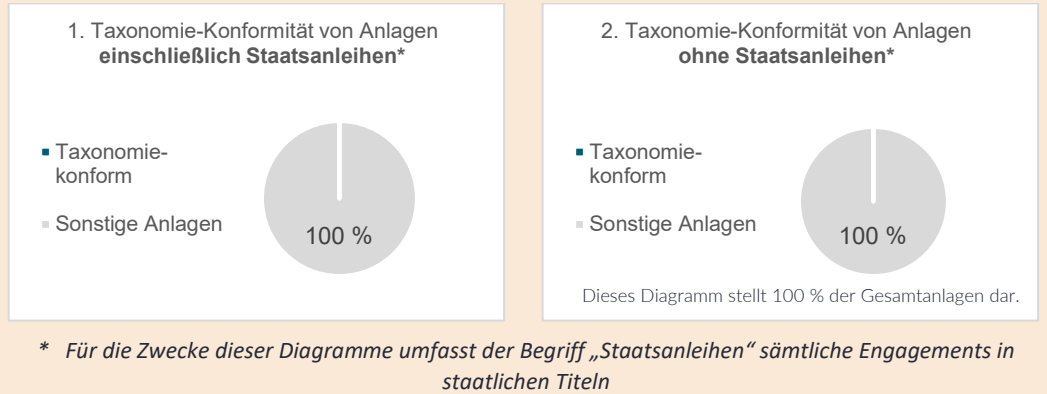 1. Taxonomie-Konformität von Anlagen
einschließlich Staatsanleihen*
Taxonomie-
konform
Sonstige Anlagen
100 %
2. Taxonomie-Konformität von Anlagen
ohne Staatsanleihen*
Taxonomie-
konform
Sonstige Anlagen
100 %
Dieses Diagramm stellt 100 % der Gesamtanlagen dar.
* Für die Zwecke dieser Diagramme umfasst der Begriff „Staatsanleihen“ sämtliche Engagements in
staatlichen Titeln